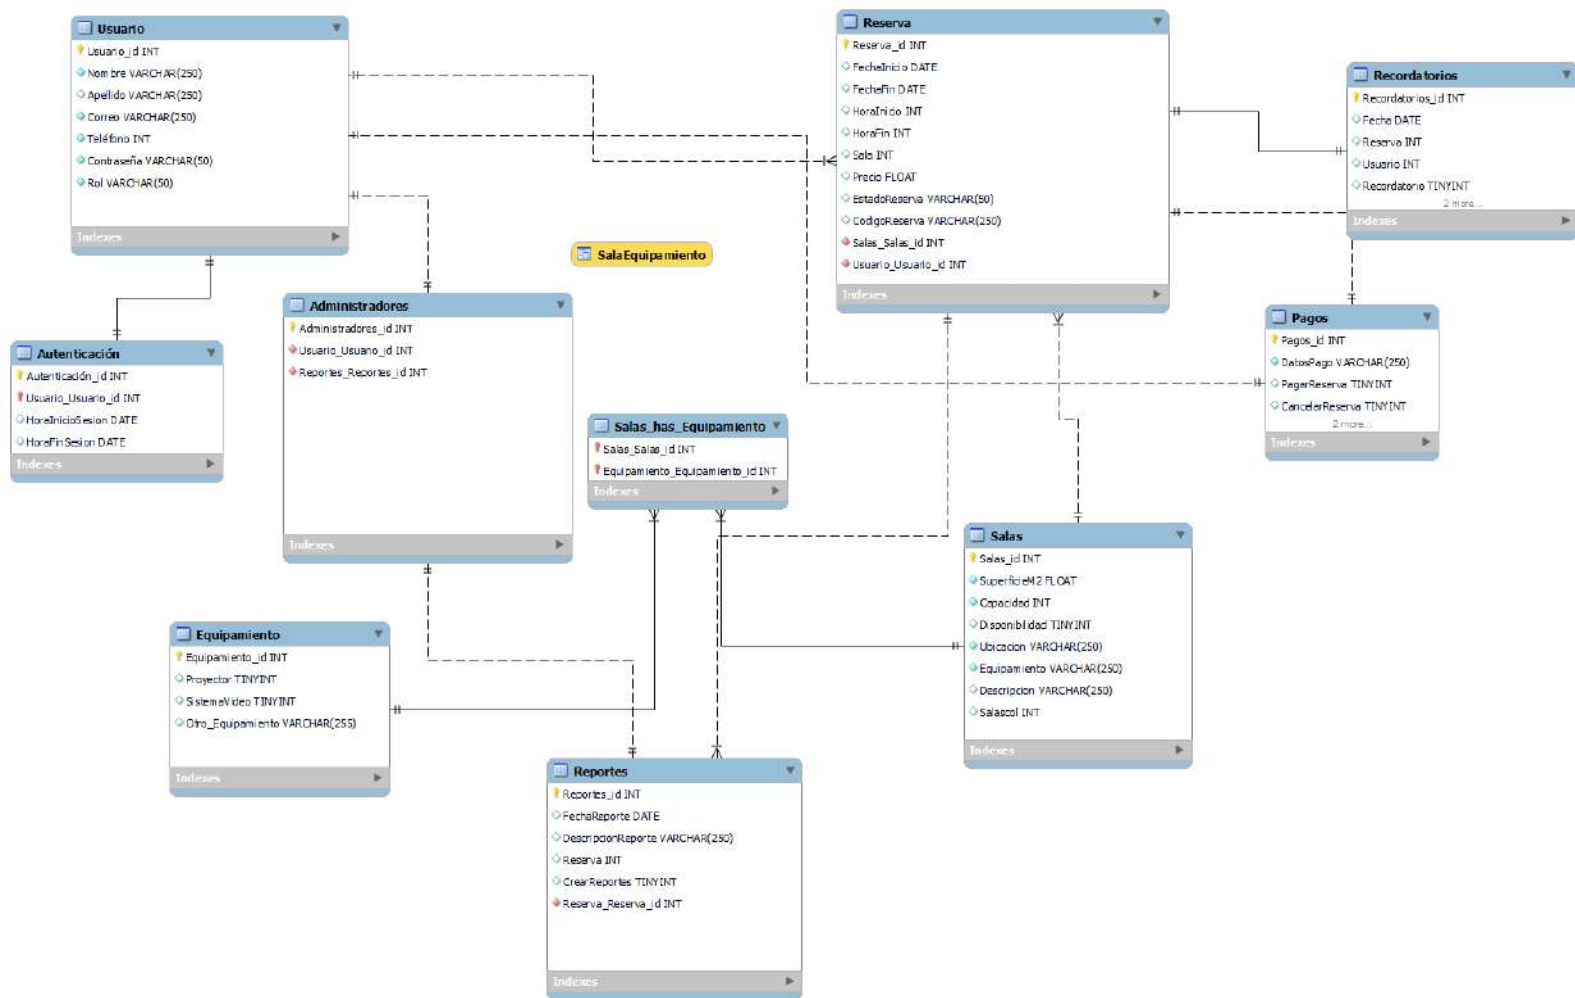 Usuario
Usuario_id INT
Nombre VARCHAR(250)
Apellido VARCHAR(250)
Correo VARCHAR(250)
Teléfono INT
Contraseña VARCHAR(50)
Rol VARCHAR(50)
Indexes
Reserva
Reserva_id INT
FechaInicio DATE
FechaFin DATE
HoraInicio INT
HoraFin INT
Sala INT
Precio FLOAT
EstadoReserva VARCHAR(50)
CodigoReserva VARCHAR(250)
Salas_Salas_id INT
Usuario_Usuario_id INT
Indexes
Recordatorios
Recordatorios_id INT
Fecha DATE
Reserva INT
Usuario INT
Recordatorio TINYINT
2 more...
Indexes
SalaEquipamiento
Administradores
Administradores_id INT
Usuario_Usuario_id INT
Reportes_Reportes_id INT
Indexes
Pagos
Pagos_id INT
DatosPago VARCHAR(250)
PagarReserva TINYINT
CancelarReserva TINYINT
2 more...
Indexes
Autenticación
Autenticación_id INT
Usuario_Usuario_id INT
HoraInicioSesion DATE
HoraFinSesion DATE
Indexes
Salas_has_Equipamiento
Salas_Salas_id INT
Equipamiento_Equipamiento_id INT
Indexes
Salas
Salas_id INT
SuperficieM2 FLOAT
Capacidad INT
Disponibilidad TINYINT
Ubicacion VARCHAR(250)
Equipamiento VARCHAR(250)
Descripcion VARCHAR(250)
Salascol INT
Indexes
Equipamiento
Equipamiento_id INT
Proyector TINYINT
SistemaVideo TINYINT
Otro_Equipamiento VARCHAR(255)
Indexes
Reportes
Reportes_id INT
FechaReporte DATE
DescripcionReporte VARCHAR(250)
Reserva INT
CrearReportes TINYINT
Reserva_Reserva_id INT
Indexes